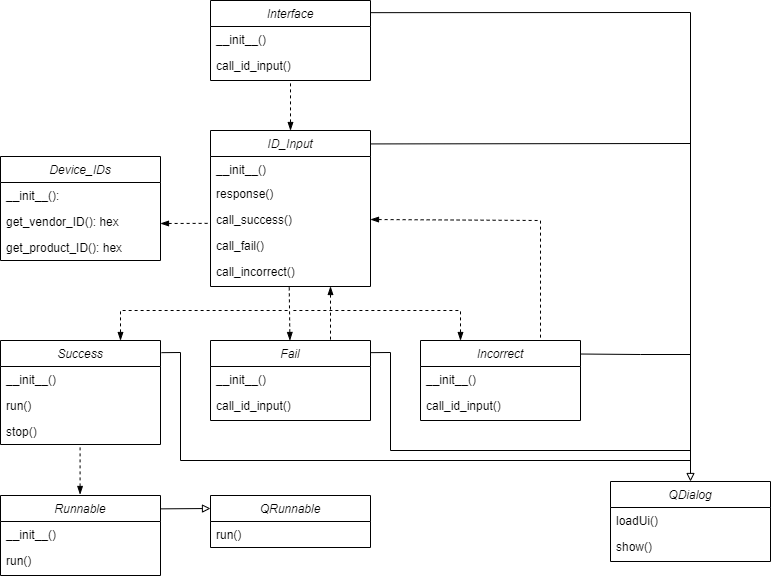 Interface
__init__()
call_id_input()
ID_Input
__init__()
response()
call_success()
call_fail()
call_incorrect()
Device_IDs
__init__():
get_vendor_ID(): hex
get_product_ID(): hex
Success
__init__()
run()
stop()
Fail
__init__()
call_id_input()
Incorrect
__init__()
call_id_input()
Runnable
__init__()
run()
QRunnable
run()
QDialog
loadUi()
show()